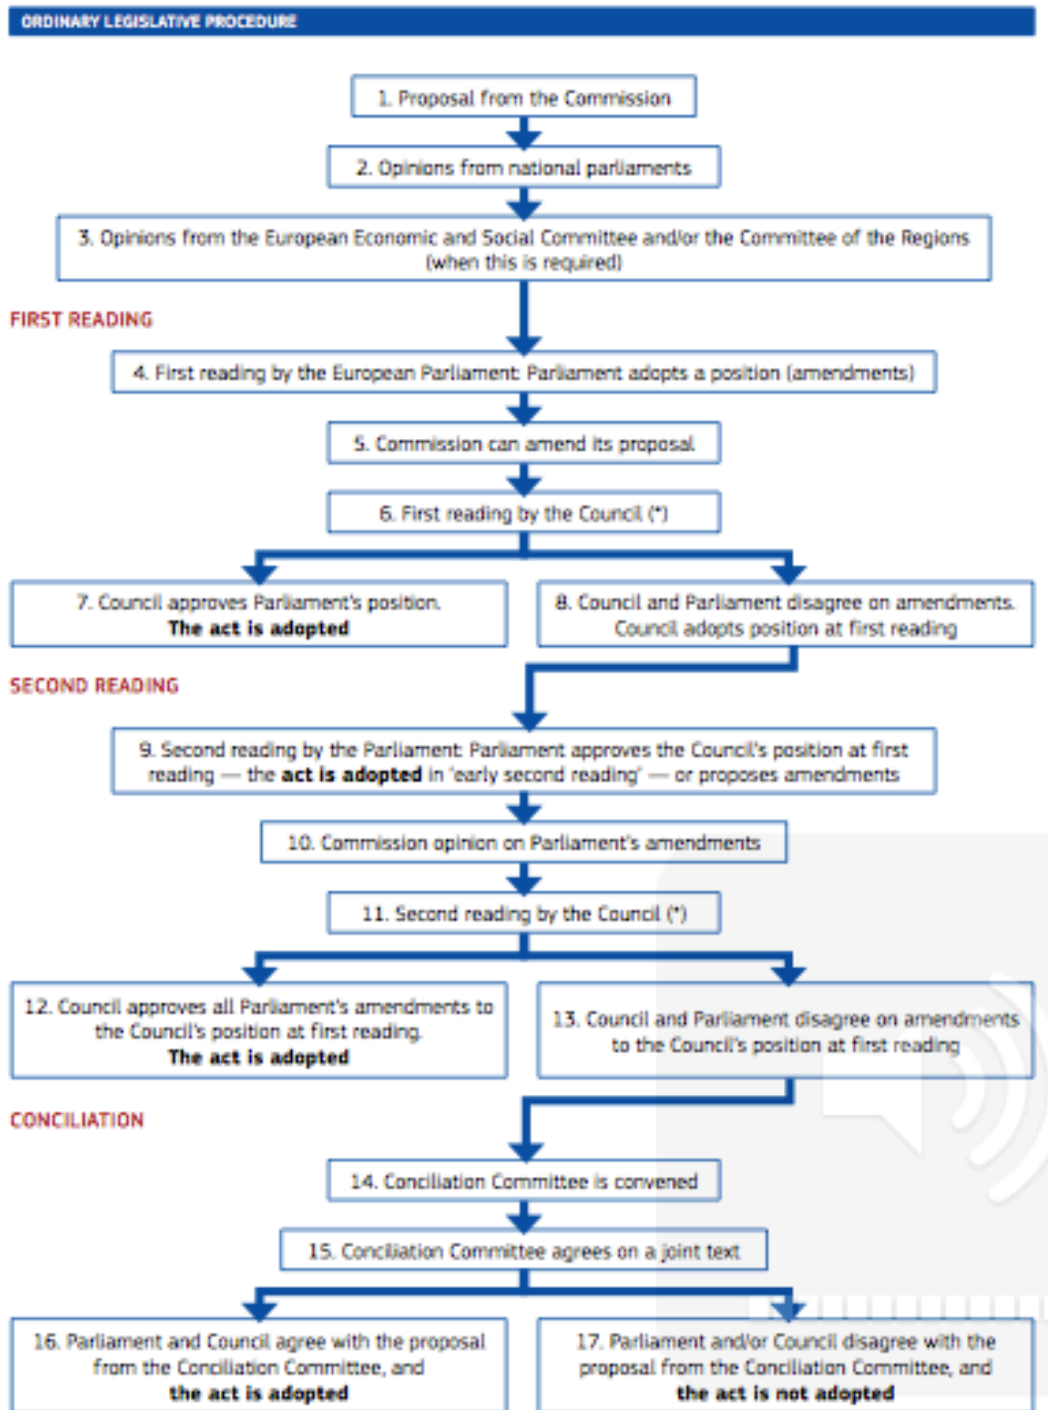 ORDINARY LEGISLATIVE PROCEDURE
1. Proposal from the Commission
2. Opinions from national parliaments
3. Opinions from the European Economic and Social Committee and/or the Committee of the Regions
(when this is required)
FIRST READING
4. First reading by the European Parliament: Parliament adopts a position (amendments)
5. Commission can amend its proposal
6. First reading by the Council (*)
7. Council approves Parliament's position.
The act is adopted
8. Council and Parliament disagree on amendments.
Council adopts position at first reading
SECOND READING
9. Second reading by the Parliament: Parliament approves the Council's position at first
reading — the act is adopted in 'early second reading' — or proposes amendments
10. Commission opinion on Parliament's amendments
11. Second reading by the Council (*)
12. Council approves all Parliament's amendments to
the Council's position at first reading.
The act is adopted
13. Council and Parliament disagree on amendments
to the Council's position at first reading
CONCILIATION
14. Conciliation Committee is convened
15. Conciliation Committee agrees on a joint text
16. Parliament and Council agree with the proposal
from the Conciliation Committee, and
the act is adopted
17. Parliament and/or Council disagree with the
proposal from the Conciliation Committee, and
the act is not adopted